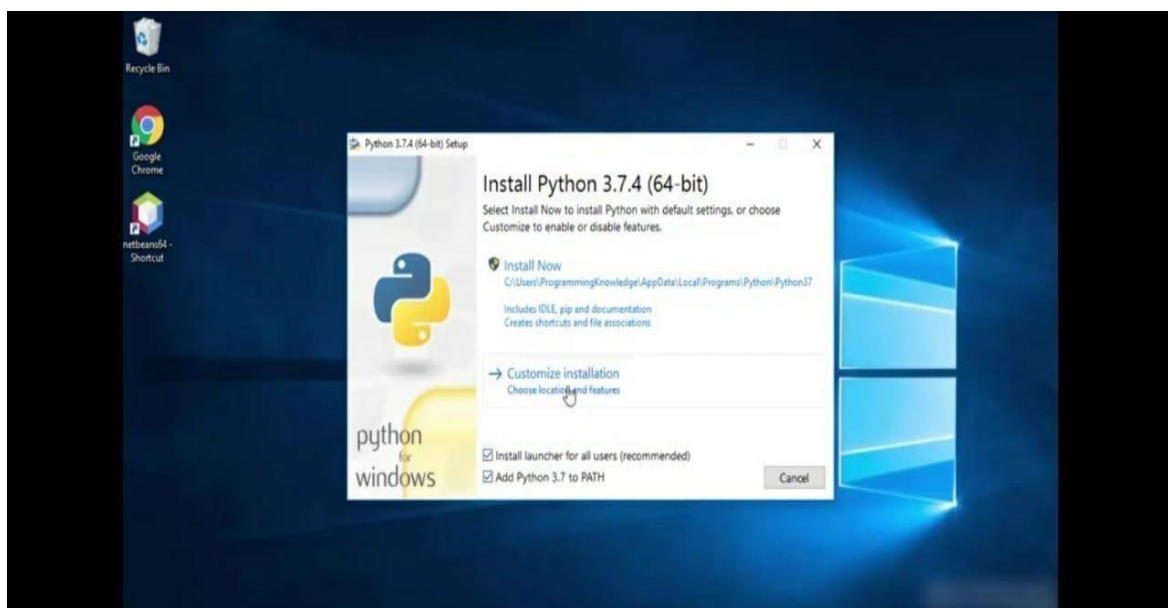 Recycle Bin
Google
Chrome
netbeans64 -
Shortcut
Python 3.7.4 (64-bit) Setup
Install Python 3.7.4 (64-bit)
Select Install Now to install Python with default settings, or choose
Customize to enable or disable features.
Install Now
C:\Users\ProgrammingKnowledge\AppData\Local\Programs\Python\Python37
Includes IDLE, pip and documentation
Creates shortcuts and file associations
Customize installation
Choose location and features
python
for
windows
Install launcher for all users (recommended)
Add Python 3.7 to PATH
Cancel